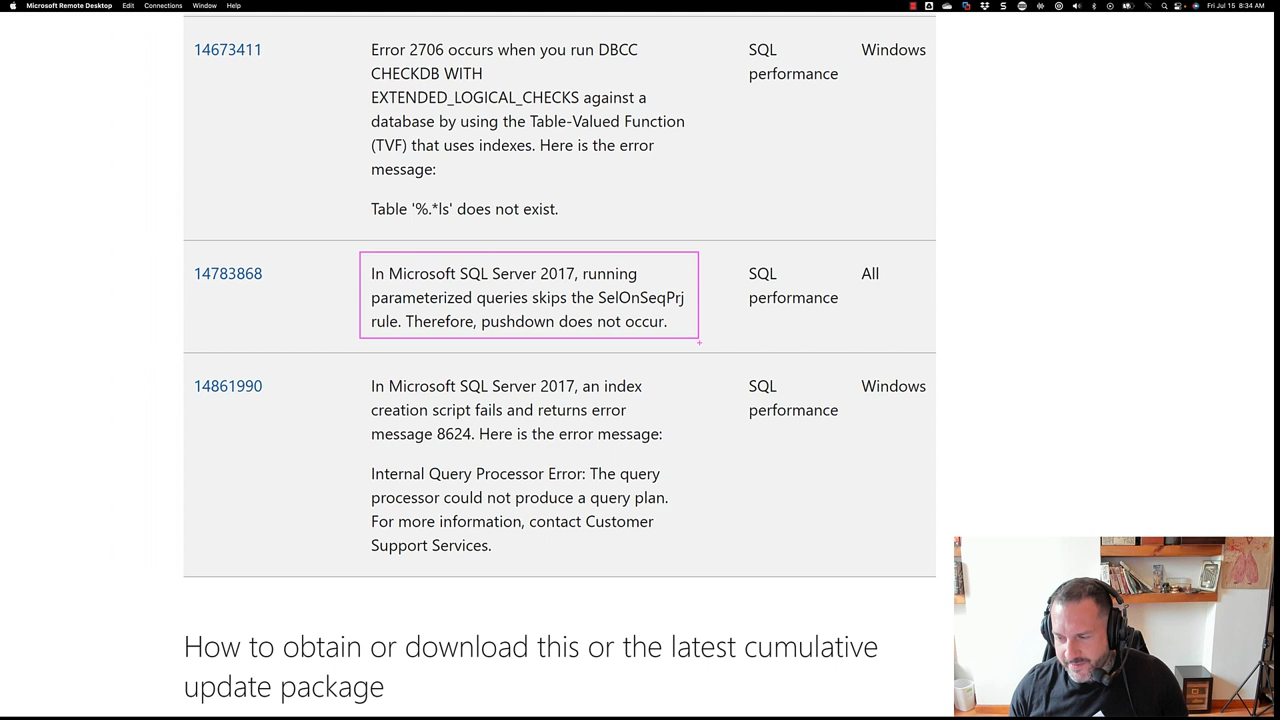 Microsoft Remote Desktop Edit Connections Window Help
Fri Jul 15 8:34 AM
14673411
Error 2706 occurs when you run DBCC
CHECKDB WITH
EXTENDED_LOGICAL_CHECKS against a
database by using the Table-Valued Function
(TVF) that uses indexes. Here is the error
message:
Table '%.*ls' does not exist.
SQL
performance
Windows
14783868
In Microsoft SQL Server 2017, running
parameterized queries skips the SelOnSeqPrj
rule. Therefore, pushdown does not occur.
SQL
performance
All
14861990
In Microsoft SQL Server 2017, an index
creation script fails and returns error
message 8624. Here is the error message:
Internal Query Processor Error: The query
processor could not produce a query plan.
For more information, contact Customer
Support Services.
SQL
performance
Windows
How to obtain or download this or the latest cumulative
update package